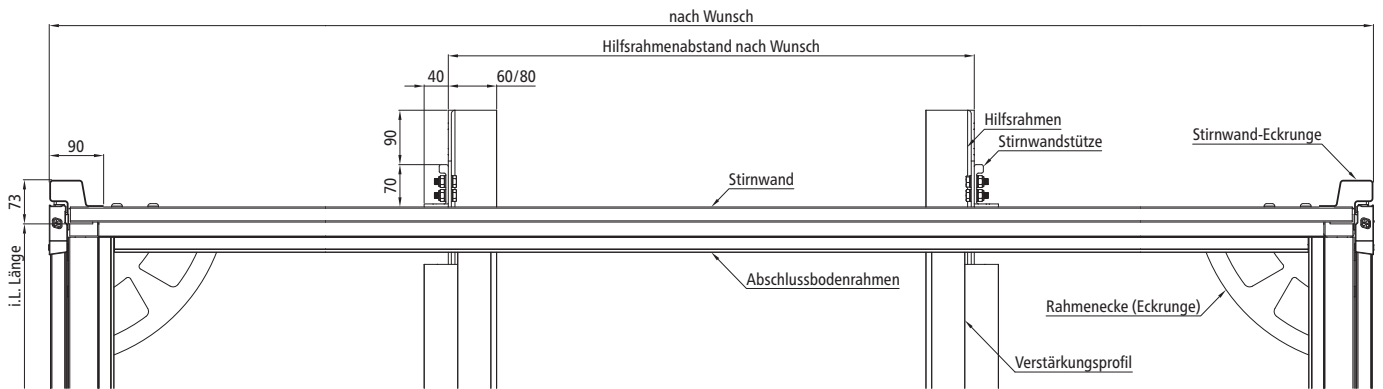 nach Wunsch
Hilfsrahmenabstand nach Wunsch
40
60/80
90
70
90
73
i.L. Länge
Hilfsrahmen
Stirnwandstütze
Stirnwand-Eckrunge
Stirnwand
Abschlussbodenrahmen
Rahmenecke (Eckrunge)
Verstärkungsprofil